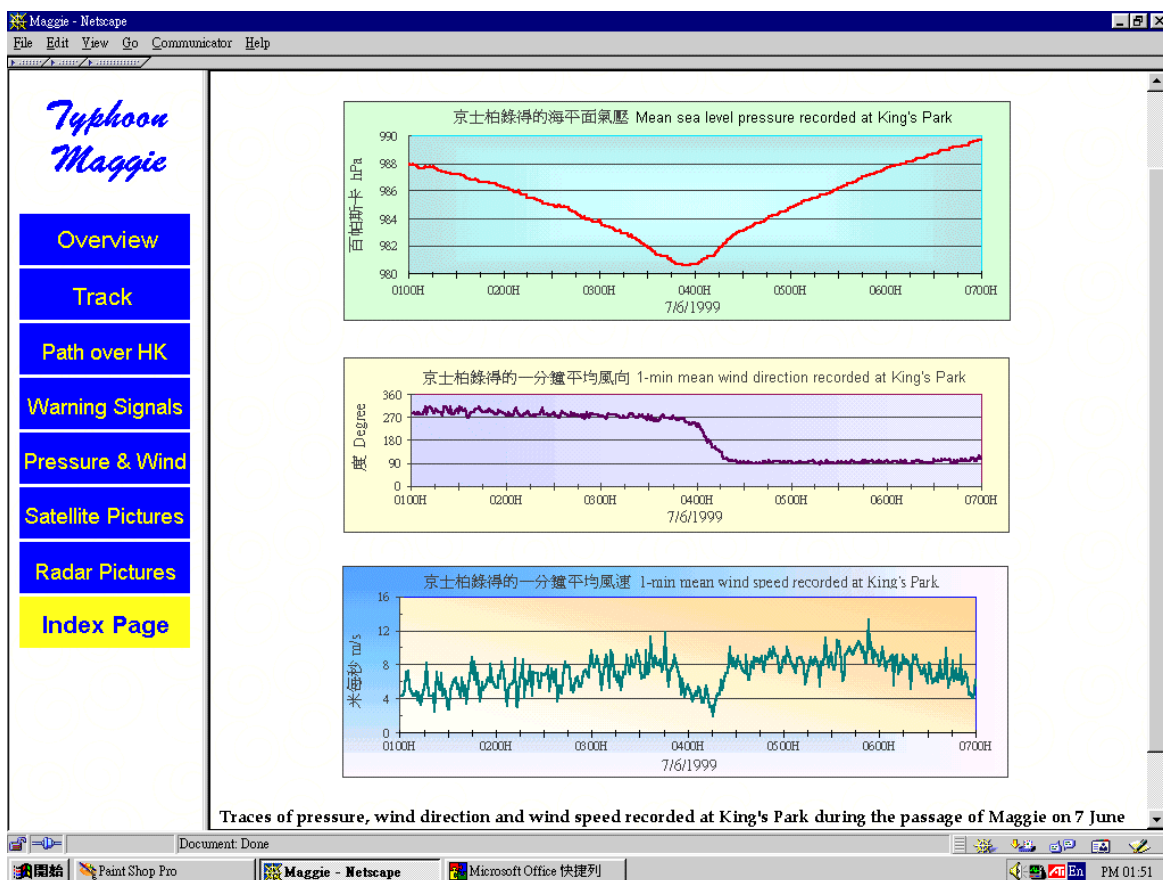 Maggie - Netscape
File Edit View Go Communicator Help
Typhoon
Maggie
Overview
Track
Path over HK
Warning Signals
Pressure & Wind
Satellite Pictures
Radar Pictures
Index Page
京士柏錄得的海平面氣壓 Mean sea level pressure recorded at King's Park
百帕斯卡 hPa
990
988
986
984
982
980
0100H 0200H 0300H 0400H 0500H 0600H 0700H
7/6/1999
京士柏錄得的一分鐘平均風向 1-min mean wind direction recorded at King's Park
度 Degree
360
270
180
90
0
0100H 0200H 0300H 0400H 0500H 0600H 0700H
7/6/1999
京士柏錄得的一分鐘平均風速 1-min mean wind speed recorded at King's Park
米每秒 m/s
16
12
8
4
0
0100H 0200H 0300H 0400H 0500H 0600H 0700H
7/6/1999
Traces of pressure, wind direction and wind speed recorded at King's Park during the passage of Maggie on 7 June
Document: Done
開始 Paint Shop Pro Maggie - Netscape Microsoft Office 快捷列 En PM 01:51